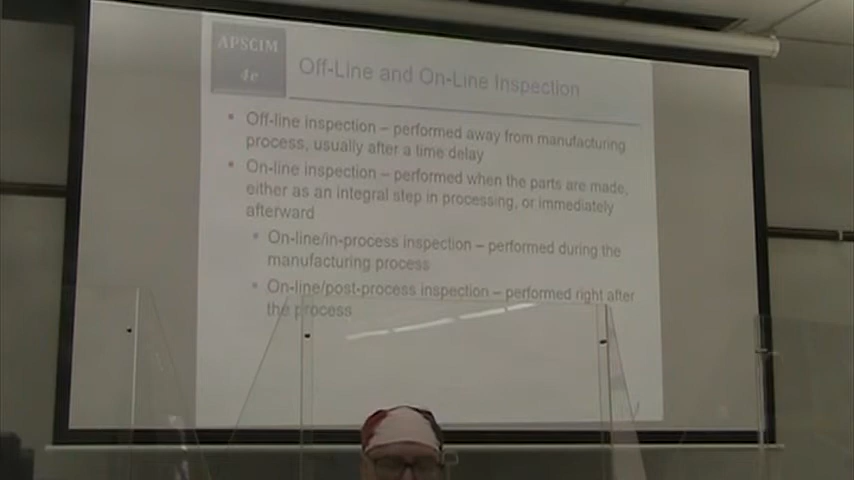 APSCIM
4e
Off-Line and On-Line Inspection
• Off-line inspection – performed away from manufacturing
process, usually after a time delay
• On-line inspection – performed when the parts are made,
either as an integral step in processing, or immediately
afterward
• On-line/in-process inspection – performed during the
manufacturing process
• On-line/post-process inspection – performed right after
the process